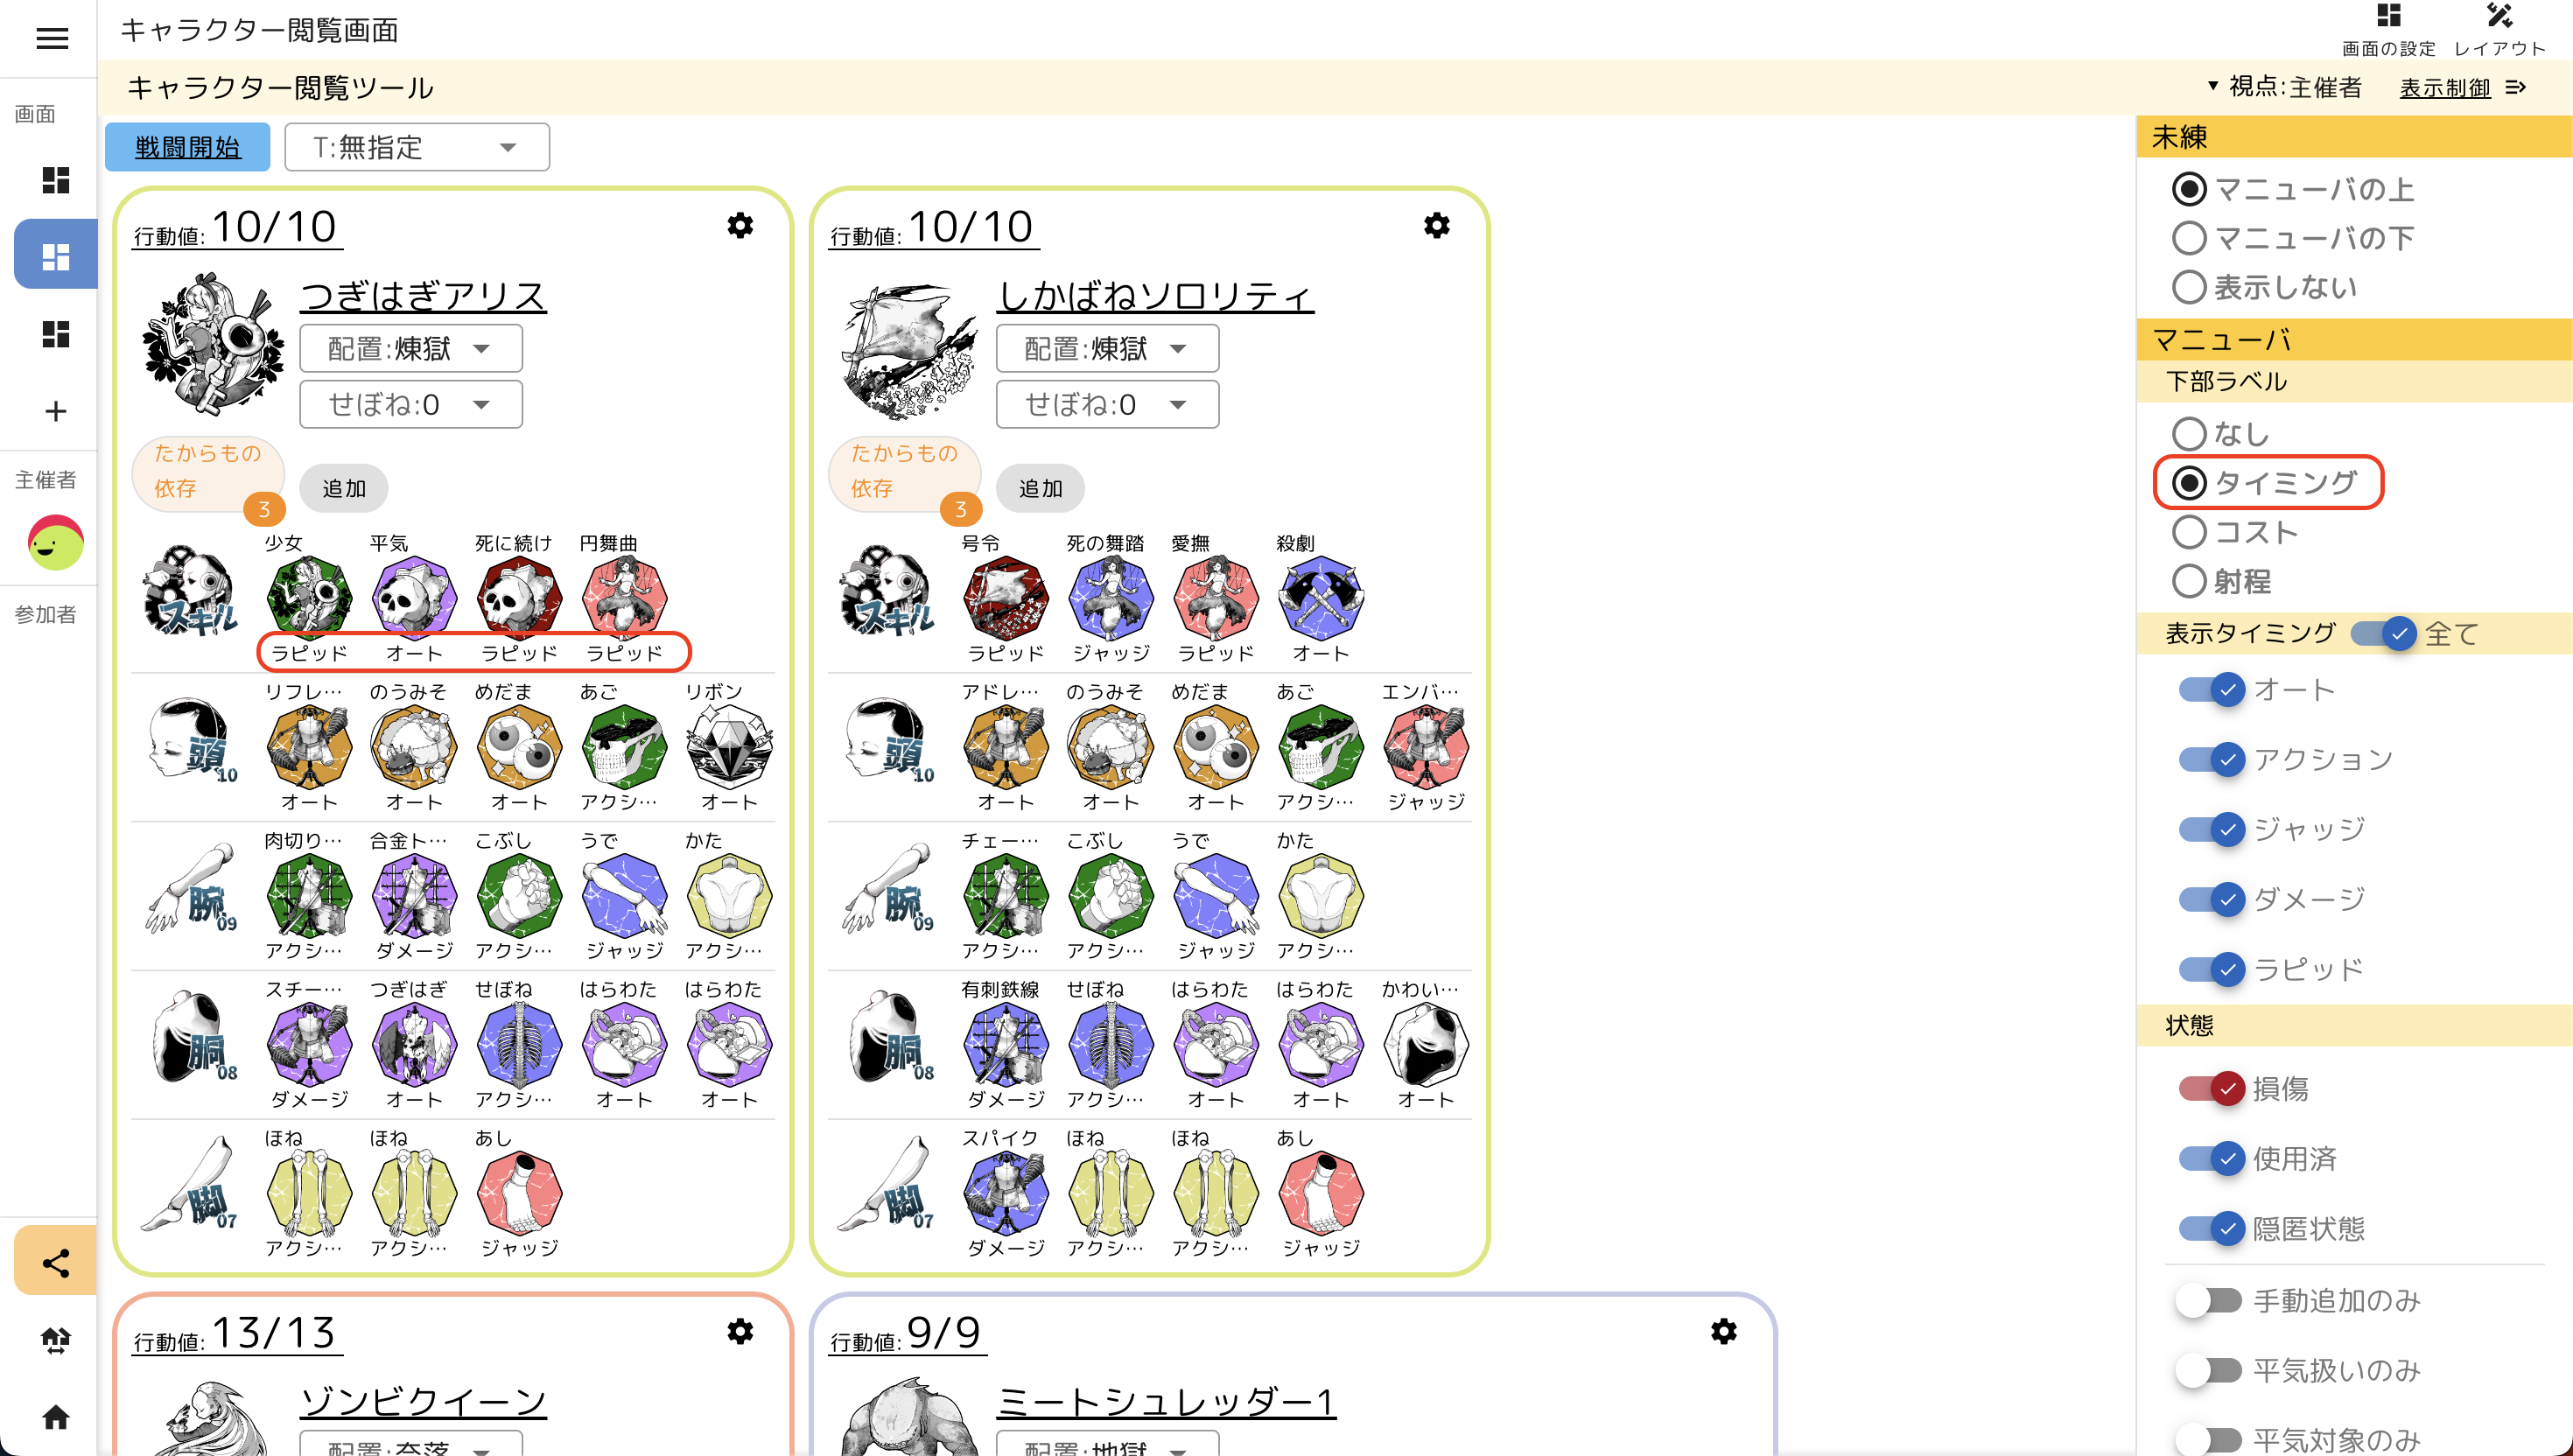 キャラクター閲覧画面
画面の設定 レイアウト
キャラクター閲覧ツール
▼ 視点:主催者 表示制御
画面
主催者
参加者
戦闘開始 T:無指定
行動値: 10/10
つぎはぎアリス
配置:煉獄
せぼね:0
たからもの
依存
3
追加
スキル
少女 平気 死に続け 円舞曲
ラピッド オート ラピッド ラピッド
頭10
リフレ… のうみそ めだま あご リボン
オート オート オート アクシ… オート
腕09
肉切り… 合金ト… こぶし うで かた
アクシ… ダメージ アクシ… ジャッジ アクシ…
胴08
スチー… つぎはぎ せぼね はらわた はらわた
ダメージ オート アクシ… オート オート
脚07
ほね ほね あし
アクシ… アクシ… ジャッジ
行動値: 10/10
しかばねソロリティ
配置:煉獄
せぼね:0
たからもの
依存
3
追加
スキル
号令 死の舞踏 愛撫 殺劇
ラピッド ジャッジ ラピッド オート
頭10
アドレ… のうみそ めだま あご エンバ…
オート オート オート アクシ… ジャッジ
腕09
チェー… こぶし うで かた
アクシ… アクシ… ジャッジ アクシ…
胴08
有刺鉄線 せぼね はらわた はらわた かわい…
ダメージ アクシ… オート オート オート
脚07
スパイク ほね ほね あし
ダメージ アクシ… アクシ… ジャッジ
行動値: 13/13
ゾンビクイーン
配置:奈落
行動値: 9/9
ミートシュレッダー1
配置:地獄
未練
マニューバの上
マニューバの下
表示しない
マニューバ
下部ラベル
なし
タイミング
コスト
射程
表示タイミング 全て
オート
アクション
ジャッジ
ダメージ
ラピッド
状態
損傷
使用済
隠匿状態
手動追加のみ
平気扱いのみ
平気対象のみ